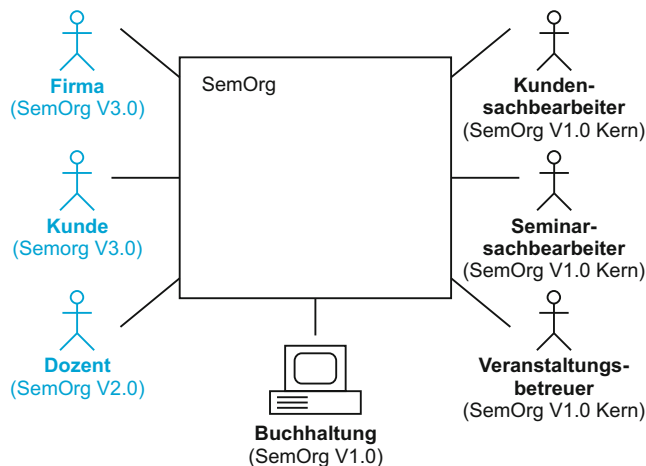 SemOrg
Firma
(SemOrg V3.0)
Kunde
(Semorg V3.0)
Dozent
(SemOrg V2.0)
Kunden-
sachbearbeiter
(SemOrg V1.0 Kern)
Seminar-
sachbearbeiter
(SemOrg V1.0 Kern)
Veranstaltungs-
betreuer
(SemOrg V1.0 Kern)
Buchhaltung
(SemOrg V1.0)